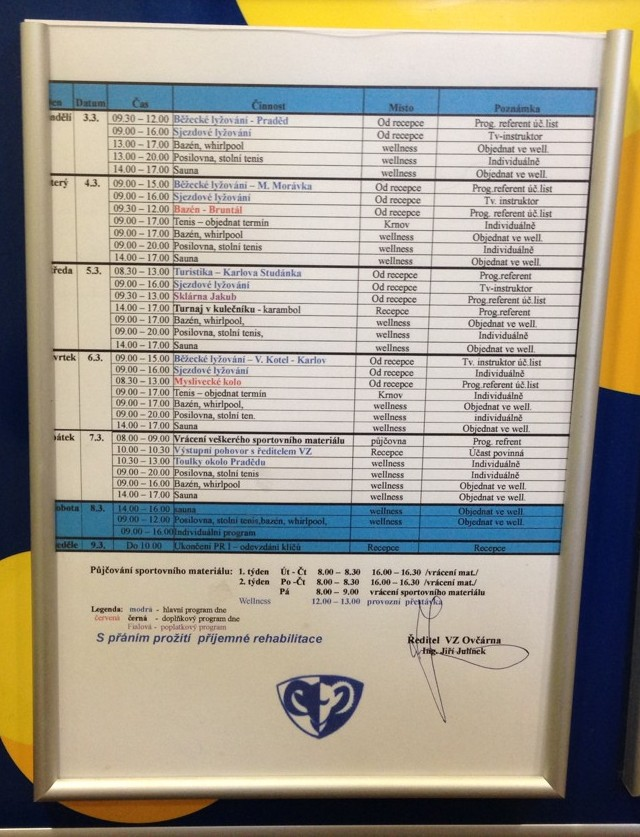 en Datum Čas Činnost Místo Poznámka
ndělí 3.3. 09.30 – 12.00 Běžecké lyžování - Praděd Od recepce Prog. referent úč.list
09.00 – 16.00 Sjezdové lyžování Od recepce Tv-instruktor
13.00 – 17.00 Bazén, whirlpool wellness Objednat ve well.
13.00 – 20.00 Posilovna, stolní tenis wellness Individuálně
14.00 – 17.00 Sauna wellness Objednat ve well.
terý 4.3. 09.00 – 15.00 Běžecké lyžování – M. Morávka Od recepce Prog.referent úč.list
09.00 – 16.00 Sjezdové lyžování Od recepce Tv. instruktor
09.30 – 12.00 Bazén - Bruntál Od recepce Prog. referent úč.list
09.00 – 17.00 Tenis – objednat termín Krnov Individuálně
09.00 – 17.00 Bazén, whirlpool wellness Objednat ve well.
09.00 – 20.00 Posilovna, stolní tenis wellness Individuálně
14.00 – 17.00 Sauna wellness Objednat ve well.
ředa 5.3. 08.30 – 13.00 Turistika – Karlova Studánka Od recepce Prog.referent
09.00 – 16.00 Sjezdové lyžování Od recepce Tv-instruktor
09.30 – 13.00 Sklárna Jakub Od recepce Prog.referent úč.list
14.00 – 17.00 Turnaj v kulečníku - karambol Recepce Prog.referent
09.00 – 17.00 Bazén, whirlpool, wellness Objednat ve well.
09.00 – 20.00 Posilovna, stolní tenis, wellness Individuálně
14.00 – 17.00 Sauna wellness Objednat ve well.
vrtek 6.3. 09.00 – 15.00 Běžecké lyžování – V. Kotel - Karlov Od recepce Tv. instruktor úč.list
09.00 – 16.00 Sjezdové lyžování Od recepce Individuálně
08.30 – 13.00 Myslivecké kolo Od recepce Prog.referent úč.list
09.00 – 17.00 Tenis – objednat termín Krnov Individuálně
09.00 – 17.00 Bazén, whirlpool, wellness Objednat ve well.
09.00 – 20.00 Posilovna, stolní ten. wellness individuálně
14.00 – 17.00 Sauna wellness Objednat ve well.
átek 7.3. 08.00 – 09.00 Vrácení veškerého sportovního materiálu půjčovna Prog. refrent
10.00 – 10.30 Výstupní pohovor s ředitelem VZ Recepce Účast povinná
10.30 – 13.00 Toulky okolo Pradědu wellness Individuálně
09.00 – 20.00 Posilovna, stolní tenis wellness Individuálně
09.00 – 16.00 Bazén, whirlpool wellness Objednat ve well.
14.00 – 17.00 Sauna wellness Objednat ve well.
obota 8.3. 14.00 – 16.00 sauna wellness Objednat ve well.
09.00 – 12.00 Posilovna, stolní tenis,bazén, whirlpool, wellness Objednat ve well.
09.00 – 16.00 Individuální program
eděle 9.3. Do 10.00 Ukončení PR I – odevzdání klíčů Recepce Recepce
Půjčování sportovního materiálu: 1. týden Út - Čt 8.00 – 8.30 16.00 – 16.30 /vrácení mat./
2. týden Po -Čt 8.00 – 8.30 16.00 – 16.30 /vrácení mat./
Pá 8.00 – 9.00 vrácení sportovního materiálu
Wellness 12.00 – 13.00 provozní přestávka
Legenda: modrá - hlavní program dne
červená černá - doplňkový program dne
Fialová - poplatkový program
S přáním prožití příjemné rehabilitace
Ředitel VZ Ovčárna
Ing. Jiří Julínek